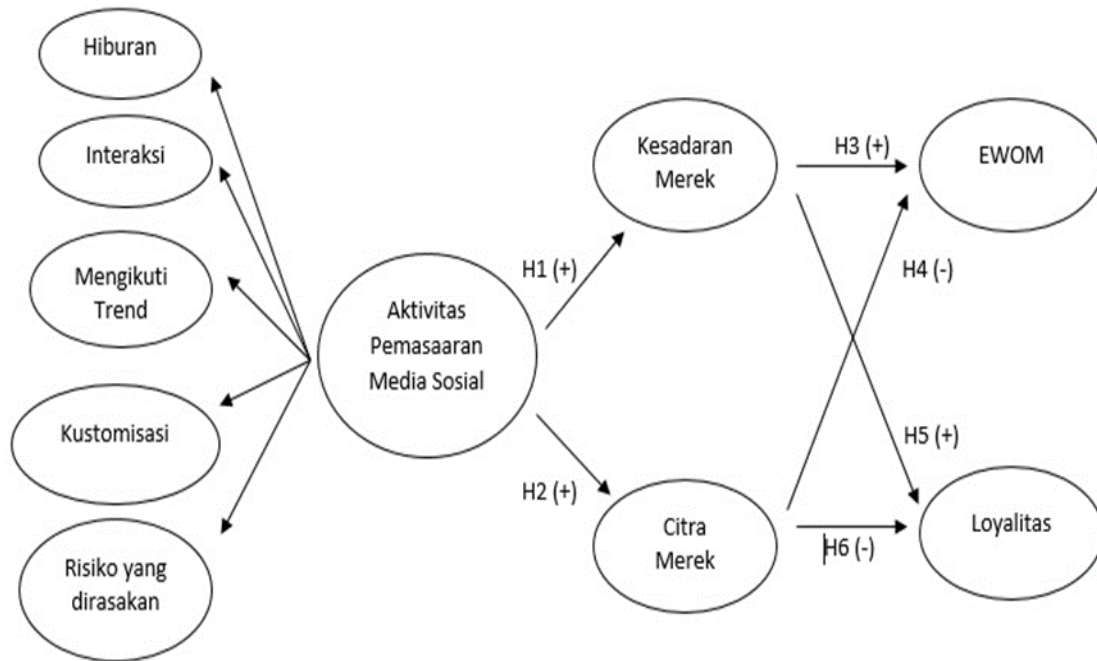 Hiburan
Interaksi
Mengikuti
Trend
Kustomisasi
Risiko yang
dirasakan
Aktivitas
Pemasaaran
Media Sosial
H1 (+)
H2 (+)
Kesadaran
Merek
Citra
Merek
H3 (+)
H4 (-)
H5 (+)
H6 (-)
EWOM
Loyalitas